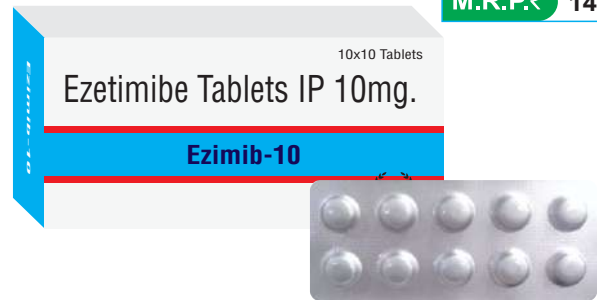 M.R.P.₹ 14
10x10 Tablets
Ezetimibe Tablets IP 10mg.
Ezimib-10
Ezimib-10